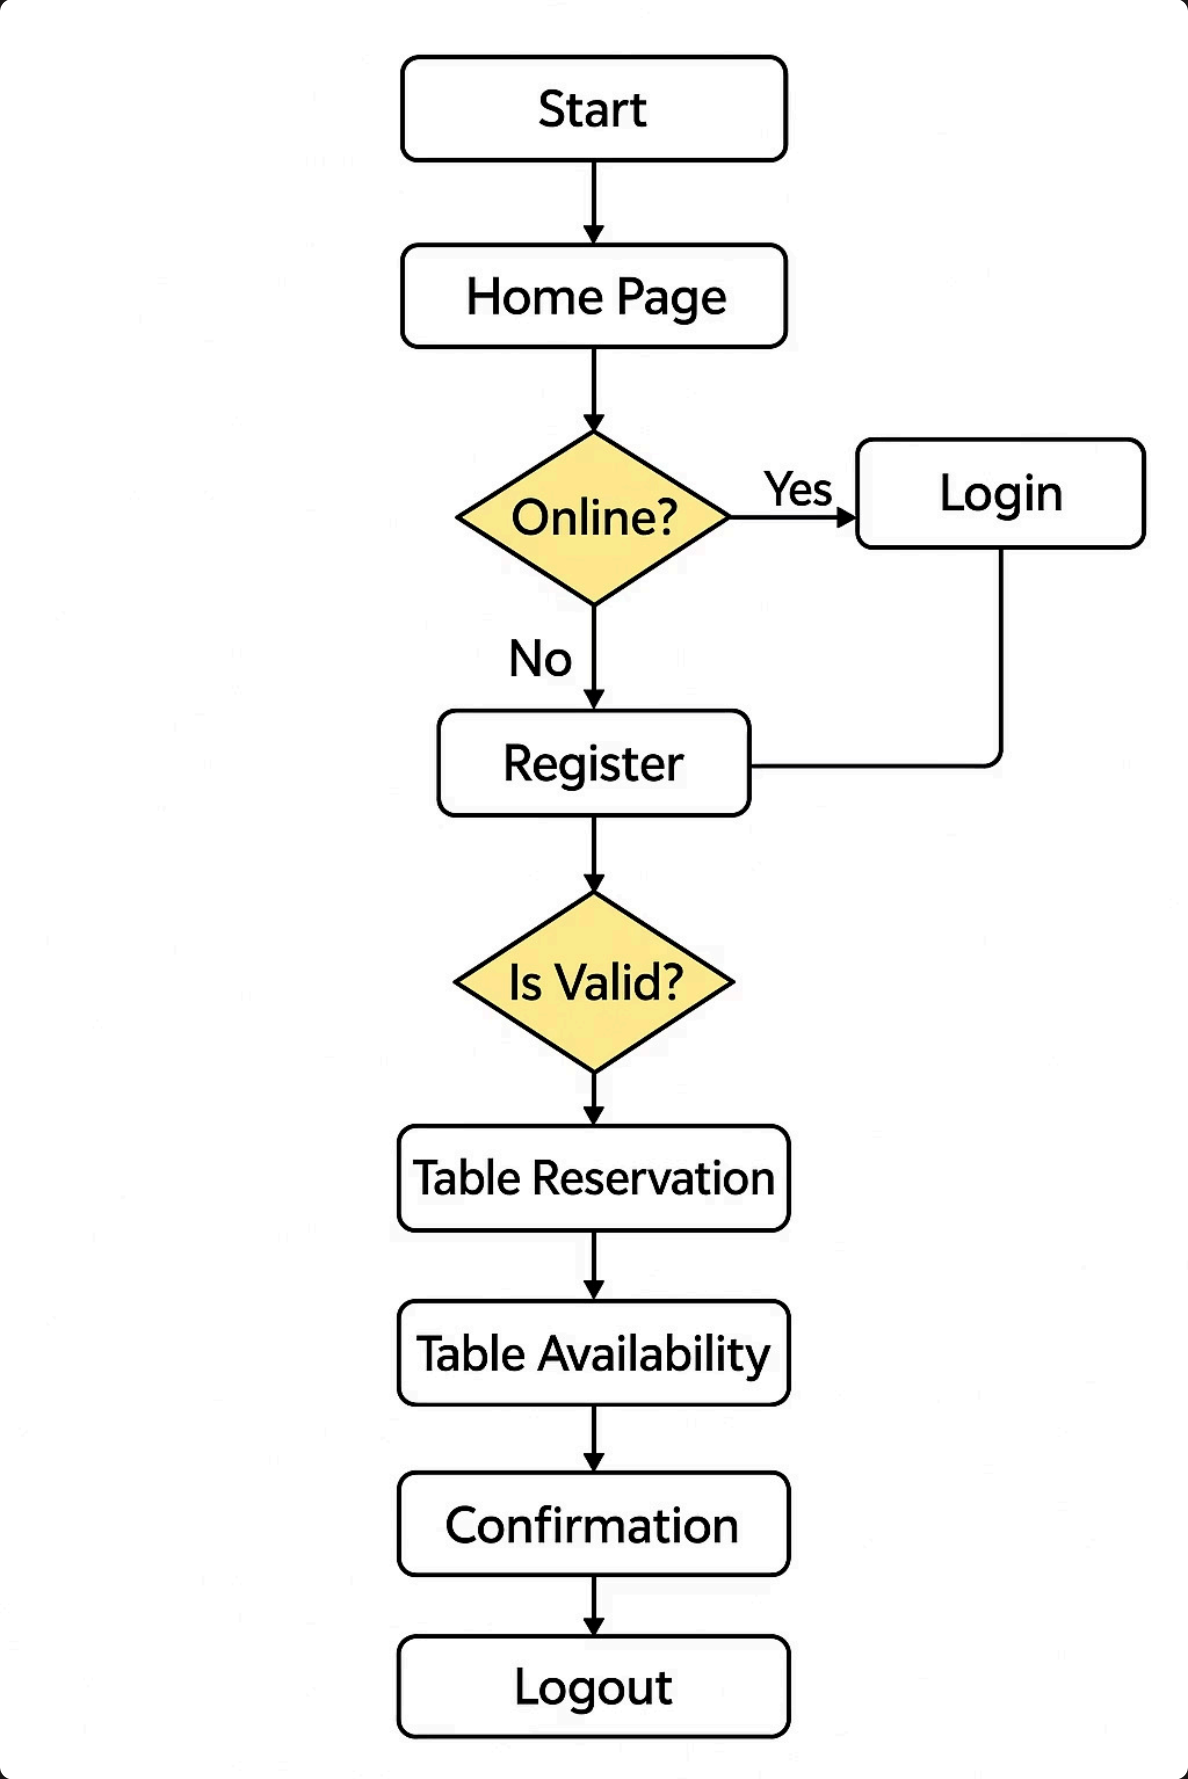 Start
Home Page
Online?
Yes
Login
No
Register
Is Valid?
Table Reservation
Table Availability
Confirmation
Logout